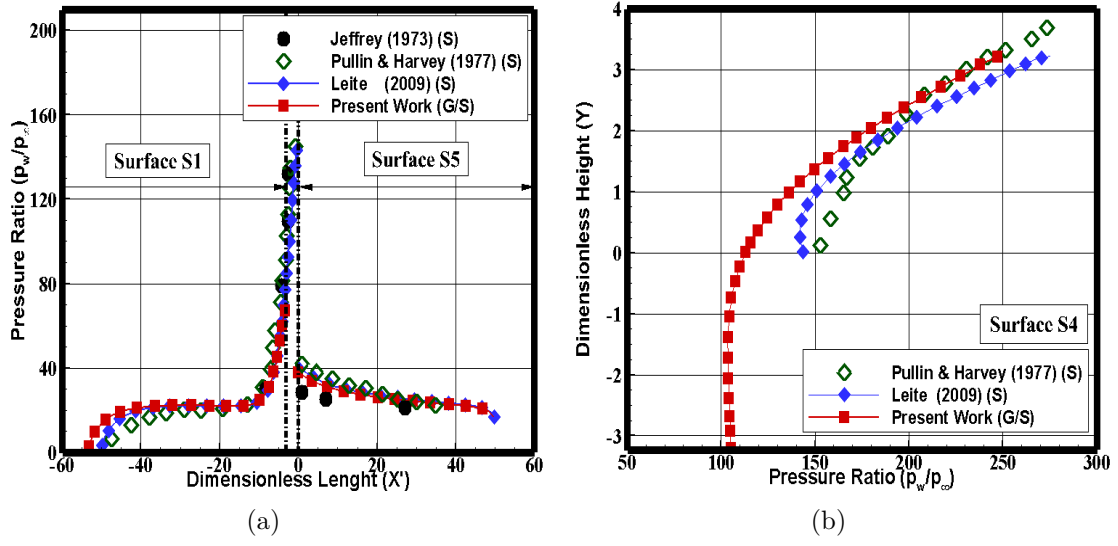 Pressure Ratio (pw/p∞)
200
160
120
80
40
0
Jeffrey (1973) (S)
Pullin & Harvey (1977) (S)
Leite (2009) (S)
Present Work (G/S)
Surface S1
Surface S5
-60 -40 -20 0 20 40 60
Dimensionless Lenght (X')
(a)
Dimensionless Height (Y)
4
3
2
1
0
-1
-2
-3
Surface S4
Pullin & Harvey (1977) (S)
Leite (2009) (S)
Present Work (G/S)
50 100 150 200 250 300
Pressure Ratio (pw/p∞)
(b)